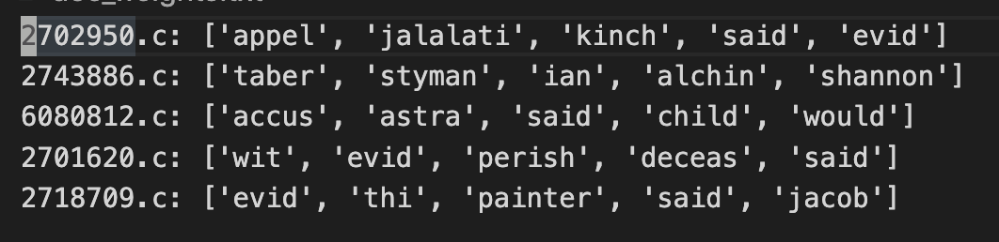 2702950.c: ['appel', 'jalalati', 'kinch', 'said', 'evid']
2743886.c: ['taber', 'styman', 'ian', 'alchin', 'shannon']
6080812.c: ['accus', 'astra', 'said', 'child', 'would']
2701620.c: ['wit', 'evid', 'perish', 'deceas', 'said']
2718709.c: ['evid', 'thi', 'painter', 'said', 'jacob']